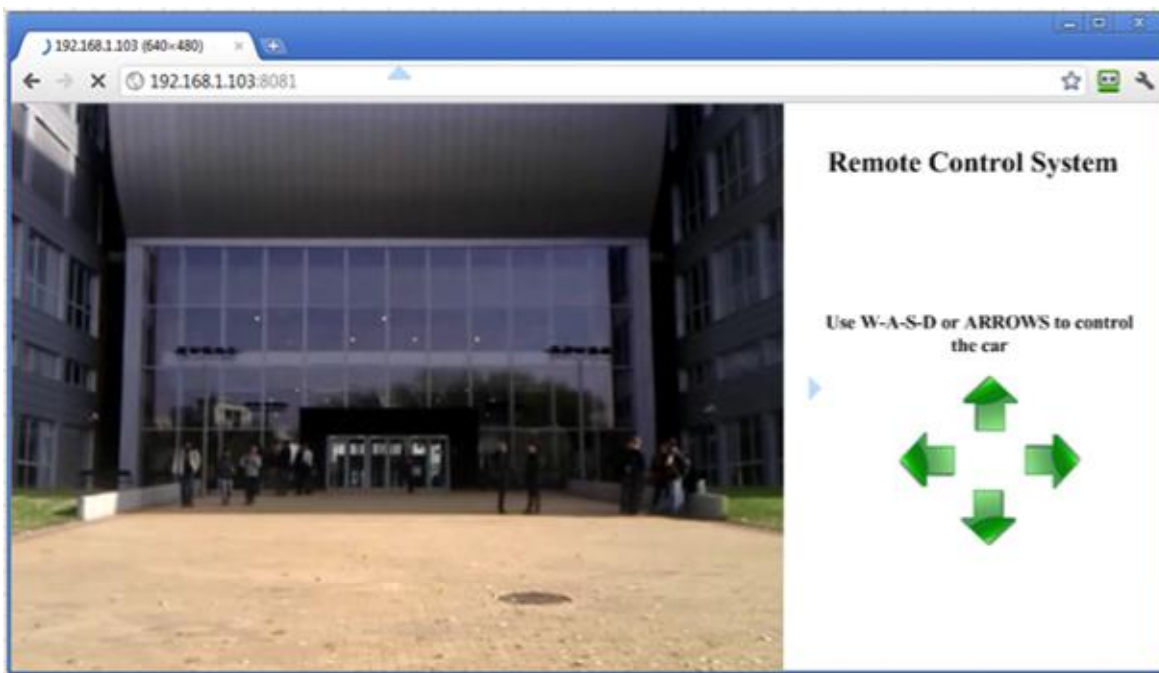 192.168.1.103 (640×480)
192.168.1.103:8081
Remote Control System
Use W-A-S-D or ARROWS to control
the car